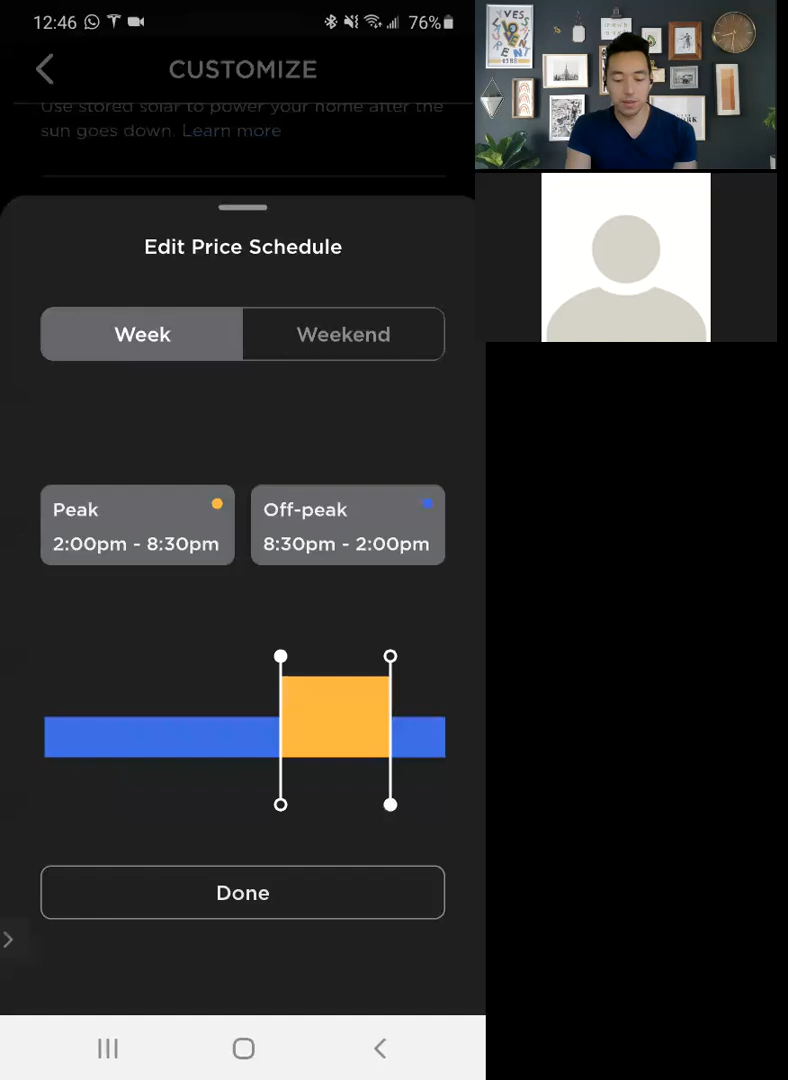 12:46
76%
CUSTOMIZE
Use stored solar to power your home after the
sun goes down. Learn more
Edit Price Schedule
Week
Weekend
Peak
2:00pm - 8:30pm
Off-peak
8:30pm - 2:00pm
Done
YVES